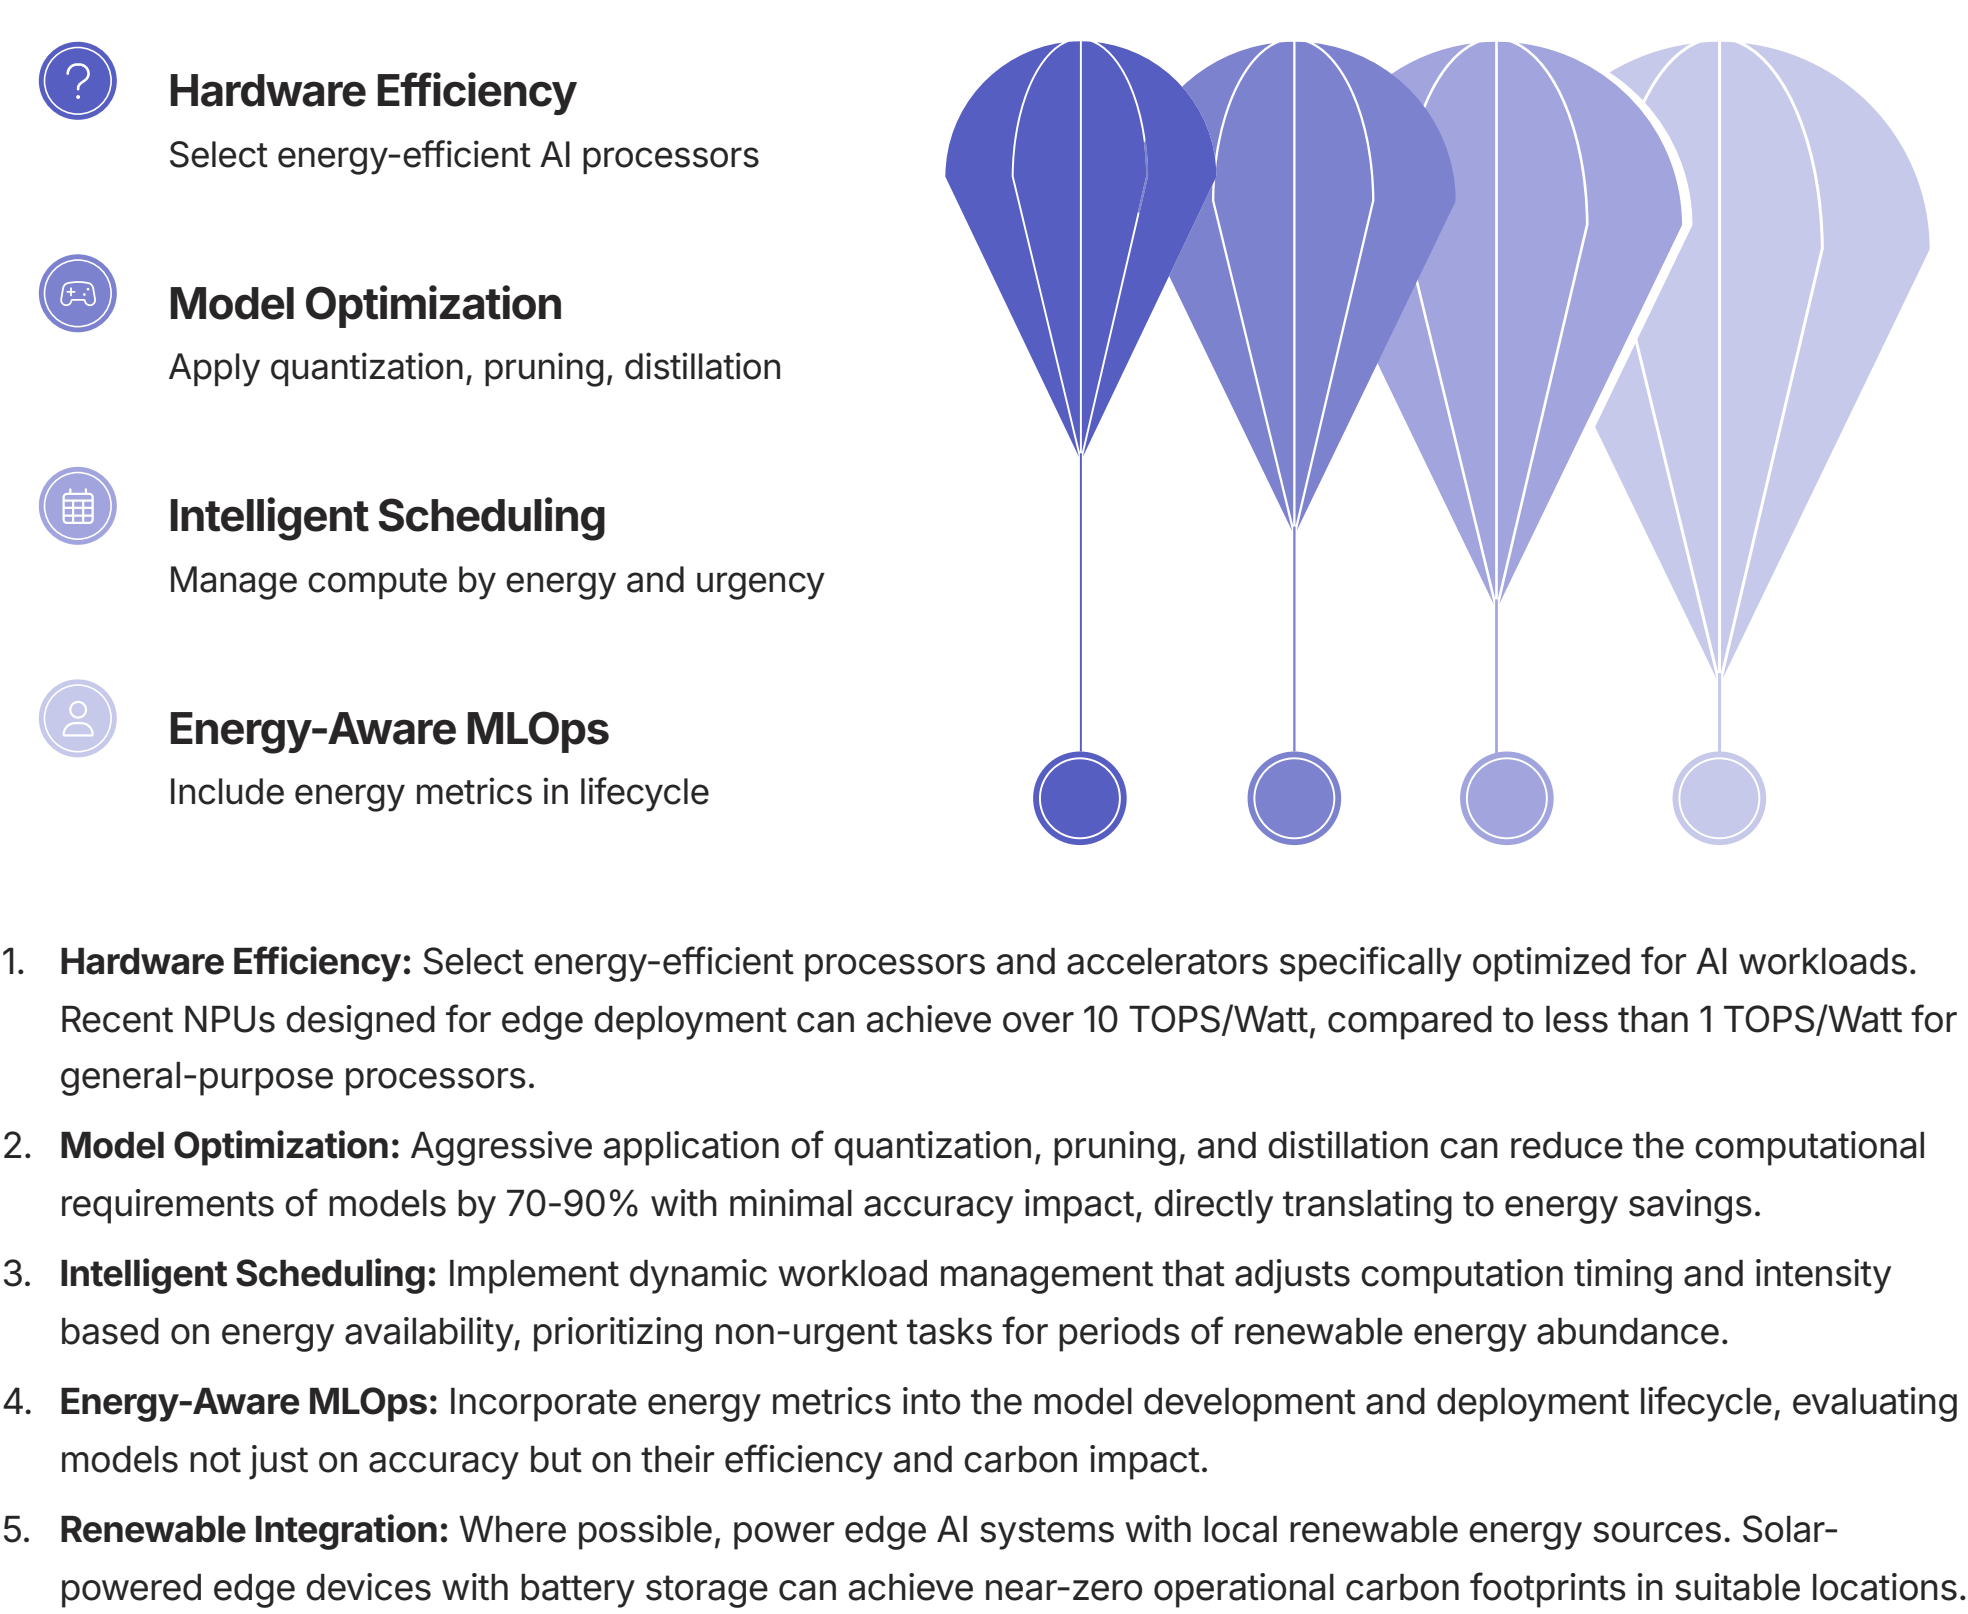 Hardware Efficiency
Select energy-efficient AI processors
Model Optimization
Apply quantization, pruning, distillation
Intelligent Scheduling
Manage compute by energy and urgency
Energy-Aware MLOps
Include energy metrics in lifecycle
1. Hardware Efficiency: Select energy-efficient processors and accelerators specifically optimized for AI workloads.
Recent NPUs designed for edge deployment can achieve over 10 TOPS/Watt, compared to less than 1 TOPS/Watt for
general-purpose processors.
2. Model Optimization: Aggressive application of quantization, pruning, and distillation can reduce the computational
requirements of models by 70-90% with minimal accuracy impact, directly translating to energy savings.
3. Intelligent Scheduling: Implement dynamic workload management that adjusts computation timing and intensity
based on energy availability, prioritizing non-urgent tasks for periods of renewable energy abundance.
4. Energy-Aware MLOps: Incorporate energy metrics into the model development and deployment lifecycle, evaluating
models not just on accuracy but on their efficiency and carbon impact.
5. Renewable Integration: Where possible, power edge AI systems with local renewable energy sources. Solar-
powered edge devices with battery storage can achieve near-zero operational carbon footprints in suitable locations.